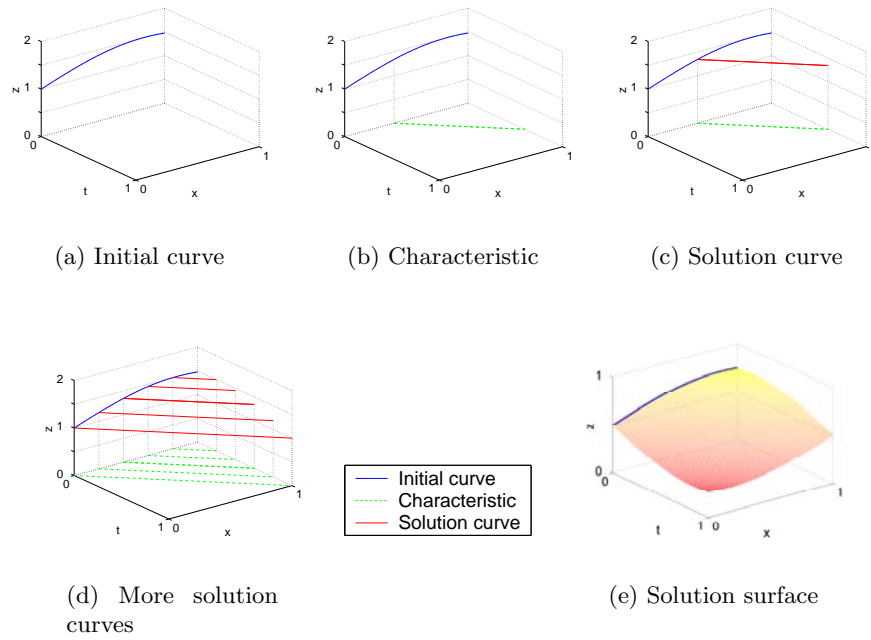 2
1
0
z
0
t
1
0
x
1
(a) Initial curve
2
1
0
z
0
t
1
0
x
1
(b) Characteristic
2
1
0
z
0
t
1
0
x
1
(c) Solution curve
2
1
0
z
0
t
1
0
x
1
(d) More solution
curves
Initial curve
Characteristic
Solution curve
1
0
z
0
t
1
0
x
1
(e) Solution surface